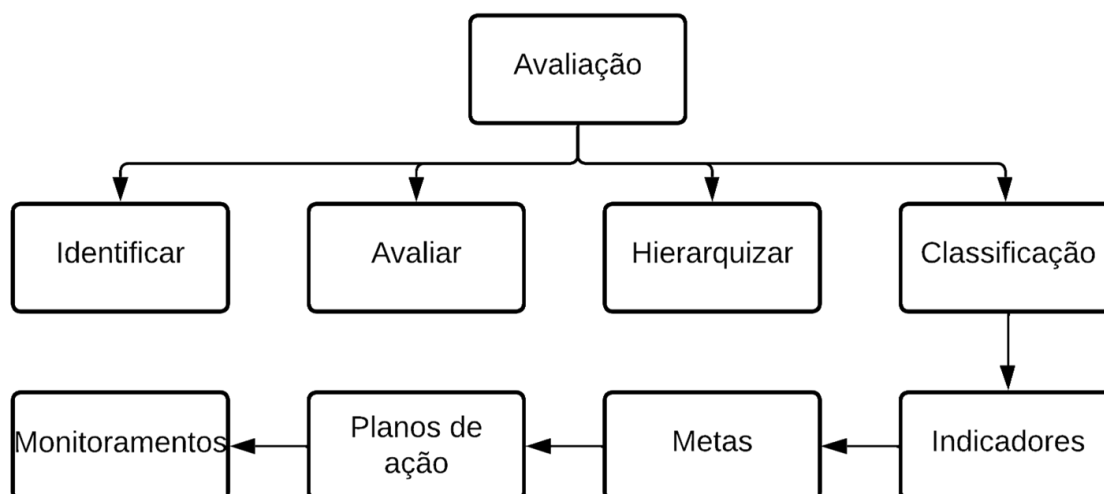 Avaliação
Identificar
Avaliar
Hierarquizar
Classificação
Monitoramentos
Planos de
ação
Metas
Indicadores